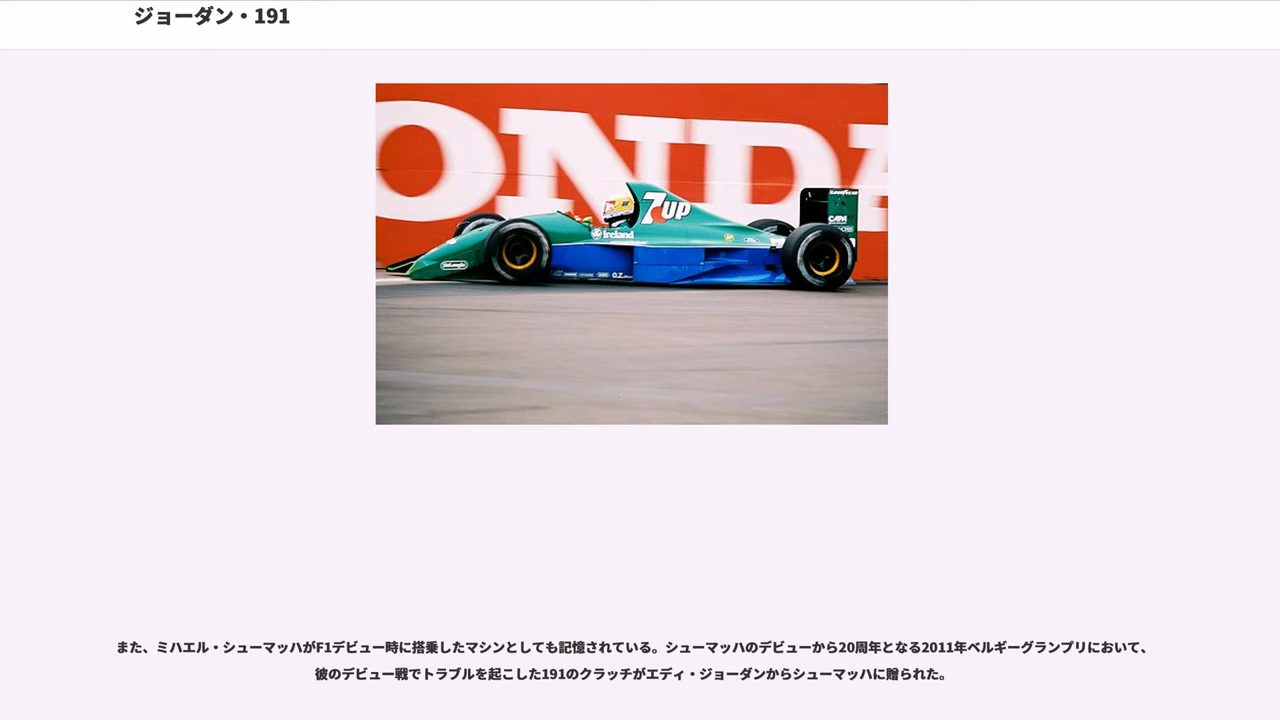 ジョーダン・191
ONDA
7UP
Ireland
GOODYEAR
CAPA
DeLonghi
O.Z.
また、ミハエル・シューマッハがF1デビュー時に搭乗したマシンとしても記憶されている。シューマッハのデビューから20周年となる2011年ベルギーグランプリにおいて、
彼のデビュー戦でトラブルを起こした191のクラッチがエディ・ジョーダンからシューマッハに贈られた。